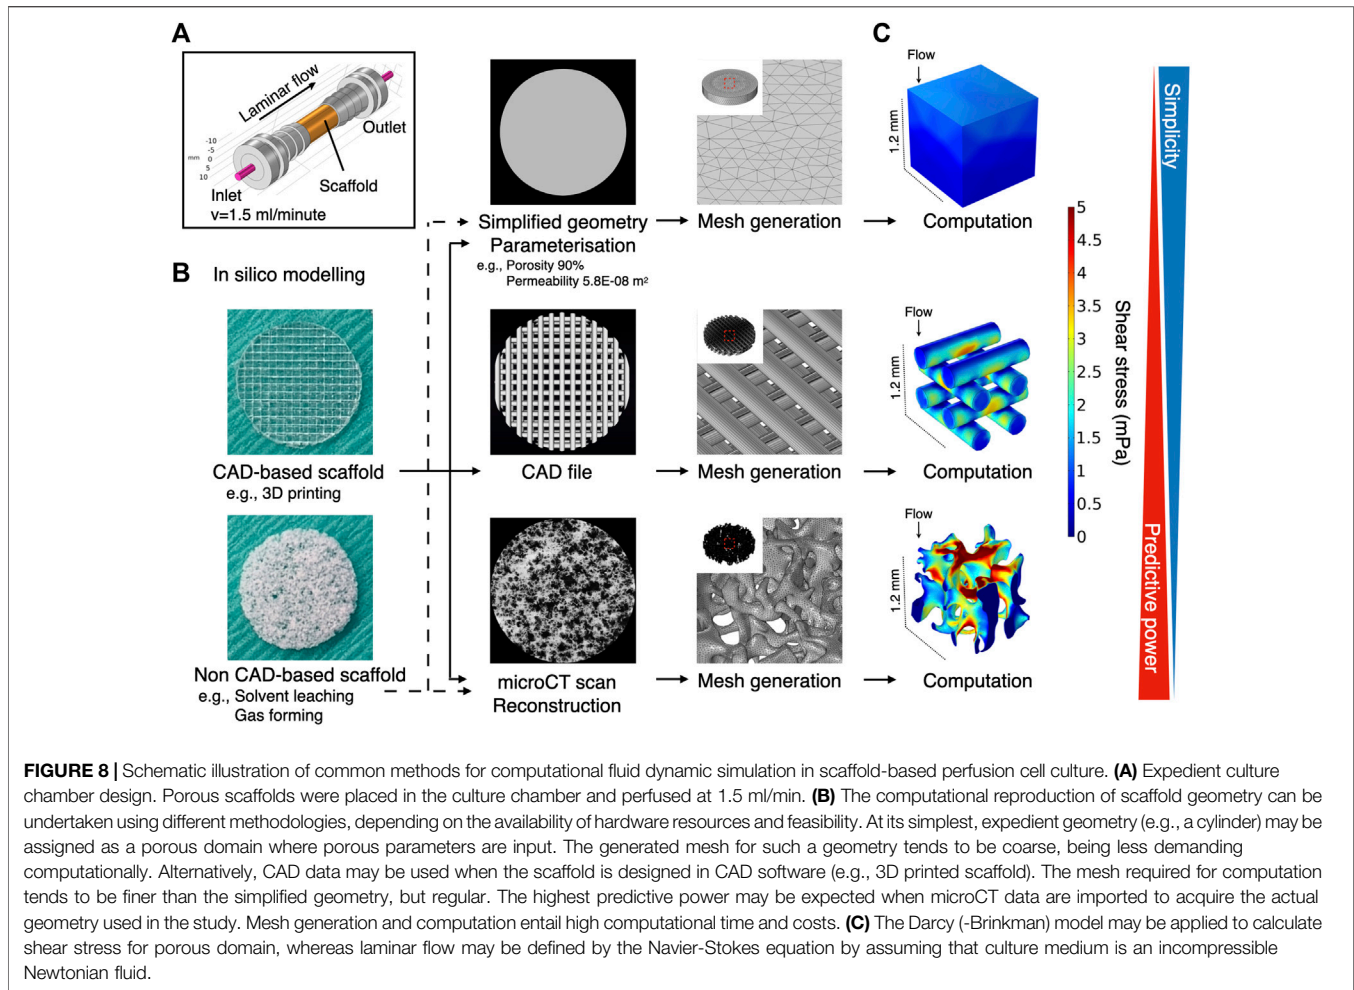 A
Laminar flow
Outlet
-10
-5
mm
0
5
10
Scaffold
Inlet
v=1.5 ml/minute
Simplified geometry
Parameterisation
e.g., Porosity 90%
Permeability 5.8E-08 m²
Mesh generation
C
Flow
1.2 mm
Computation
B In silico modelling
CAD-based scaffold
e.g., 3D printing
CAD file
Mesh generation
Flow
1.2 mm
Computation
Non CAD-based scaffold
e.g., Solvent leaching
Gas forming
microCT scan
Reconstruction
Mesh generation
Flow
1.2 mm
Computation
5
4.5
4
3.5
3
2.5
2
1.5
1
0.5
0
Shear stress (mPa)
Simplicity
Predictive power
FIGURE 8 | Schematic illustration of common methods for computational fluid dynamic simulation in scaffold-based perfusion cell culture. (A) Expedient culture
chamber design. Porous scaffolds were placed in the culture chamber and perfused at 1.5 ml/min. (B) The computational reproduction of scaffold geometry can be
undertaken using different methodologies, depending on the availability of hardware resources and feasibility. At its simplest, expedient geometry (e.g., a cylinder) may be
assigned as a porous domain where porous parameters are input. The generated mesh for such a geometry tends to be coarse, being less demanding
computationally. Alternatively, CAD data may be used when the scaffold is designed in CAD software (e.g., 3D printed scaffold). The mesh required for computation
tends to be finer than the simplified geometry, but regular. The highest predictive power may be expected when microCT data are imported to acquire the actual
geometry used in the study. Mesh generation and computation entail high computational time and costs. (C) The Darcy (-Brinkman) model may be applied to calculate
shear stress for porous domain, whereas laminar flow may be defined by the Navier-Stokes equation by assuming that culture medium is an incompressible
Newtonian fluid.